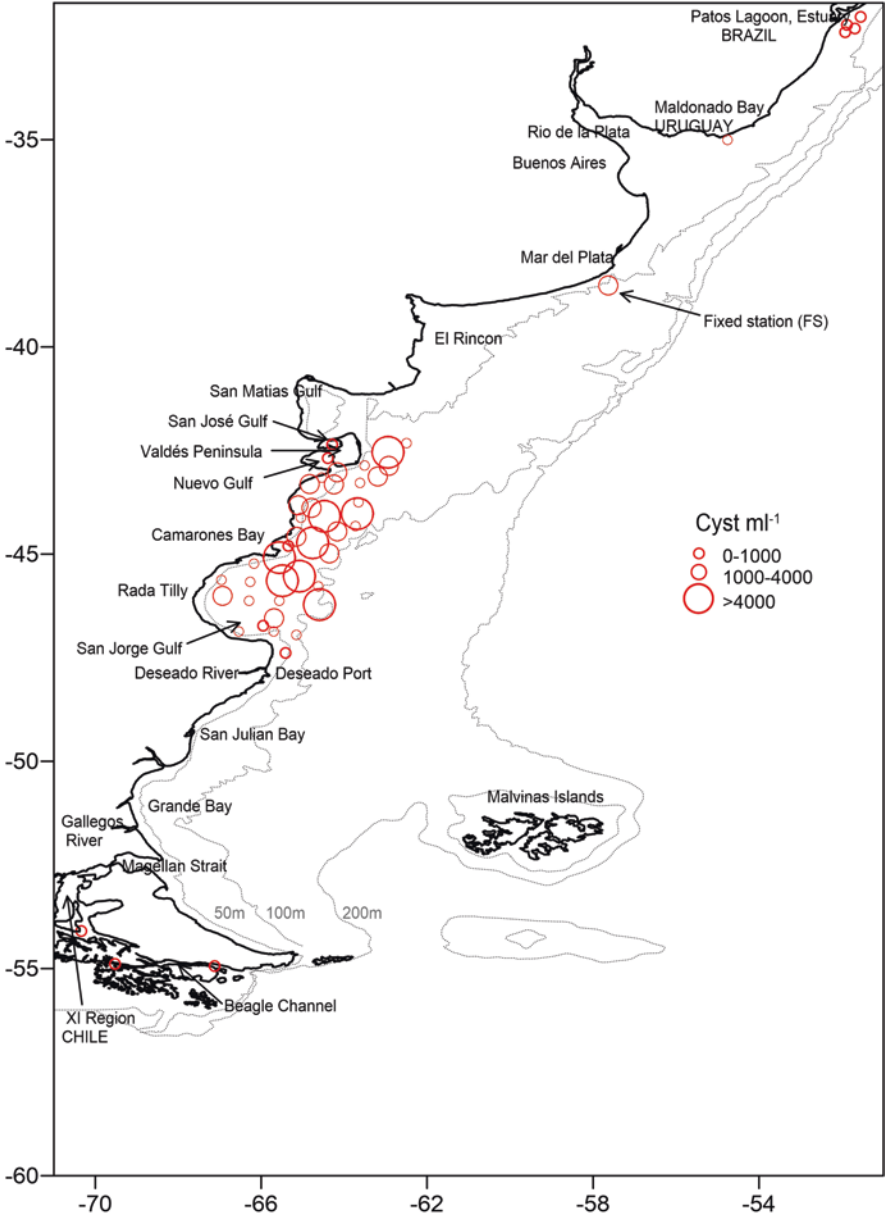 Patos Lagoon, Estuary
BRAZIL
Maldonado Bay
URUGUAY
Rio de la Plata
-35
Buenos Aires
Mar del Plata
Fixed station (FS)
El Rincon
-40
San Matias Gulf
San José Gulf
Valdés Peninsula
Nuevo Gulf
Cyst ml-1
0-1000
1000-4000
>4000
Camarones Bay
-45
Rada Tilly
San Jorge Gulf
Deseado River
Deseado Port
San Julian Bay
-50
Malvinas Islands
Grande Bay
Gallegos
River
Magellan Strait
50m
100m
200m
-55
Beagle Channel
XI Region
CHILE
-60
-70
-66
-62
-58
-54